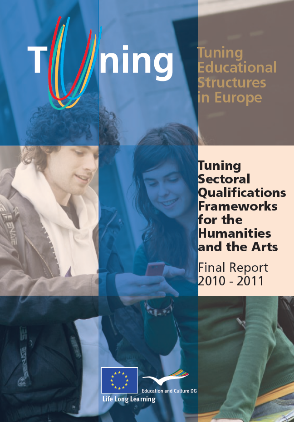 Tuning
Tuning
Educational
Structures
in Europe
Tuning
Sectoral
Qualifications
Frameworks
for the
Humanities
and the Arts
Final Report
2010 - 2011
Education and Culture DG
Life Long Learning